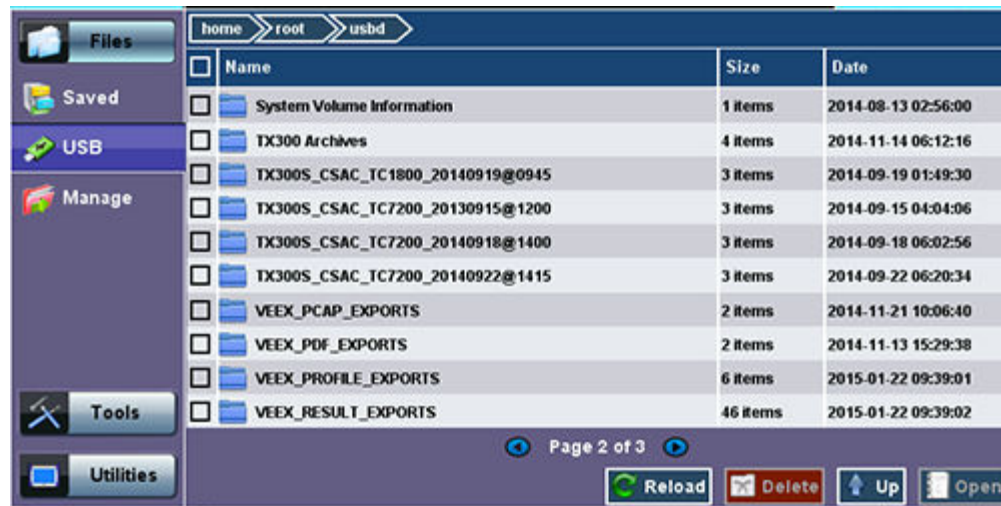 Files
home root usbd
Name Size Date
Saved
USB
Manage
System Volume Information 1 items 2014-08-13 02:56:00
TX300 Archives 4 items 2014-11-14 06:12:16
TX300S_CSAC_TC1800_20140919@0945 3 items 2014-09-19 01:49:30
TX300S_CSAC_TC7200_20130915@1200 3 items 2014-09-15 04:04:06
TX300S_CSAC_TC7200_20140918@1400 3 items 2014-09-18 06:02:56
TX300S_CSAC_TC7200_20140922@1415 3 items 2014-09-22 06:20:34
VEEX_PCAP_EXPORTS 2 items 2014-11-21 10:06:40
VEEX_PDF_EXPORTS 2 items 2014-11-13 15:29:38
VEEX_PROFILE_EXPORTS 6 items 2015-01-22 09:39:01
VEEX_RESULT_EXPORTS 46 items 2015-01-22 09:39:02
Tools
Utilities
Page 2 of 3
Reload Delete Up Open